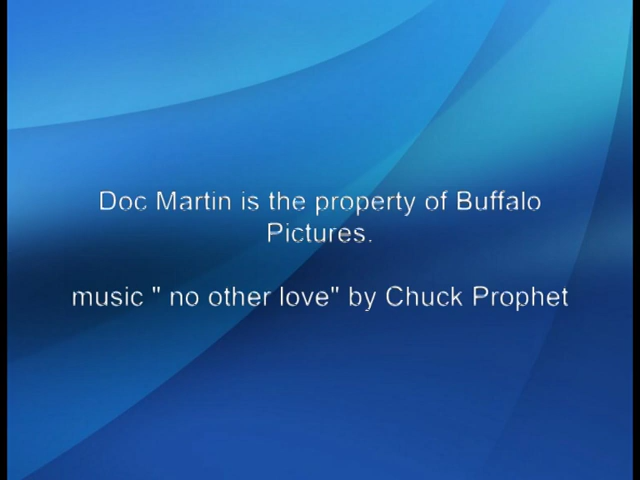 Doc Martin is the property of Buffalo
Pictures.
music " no other love" by Chuck Prophet